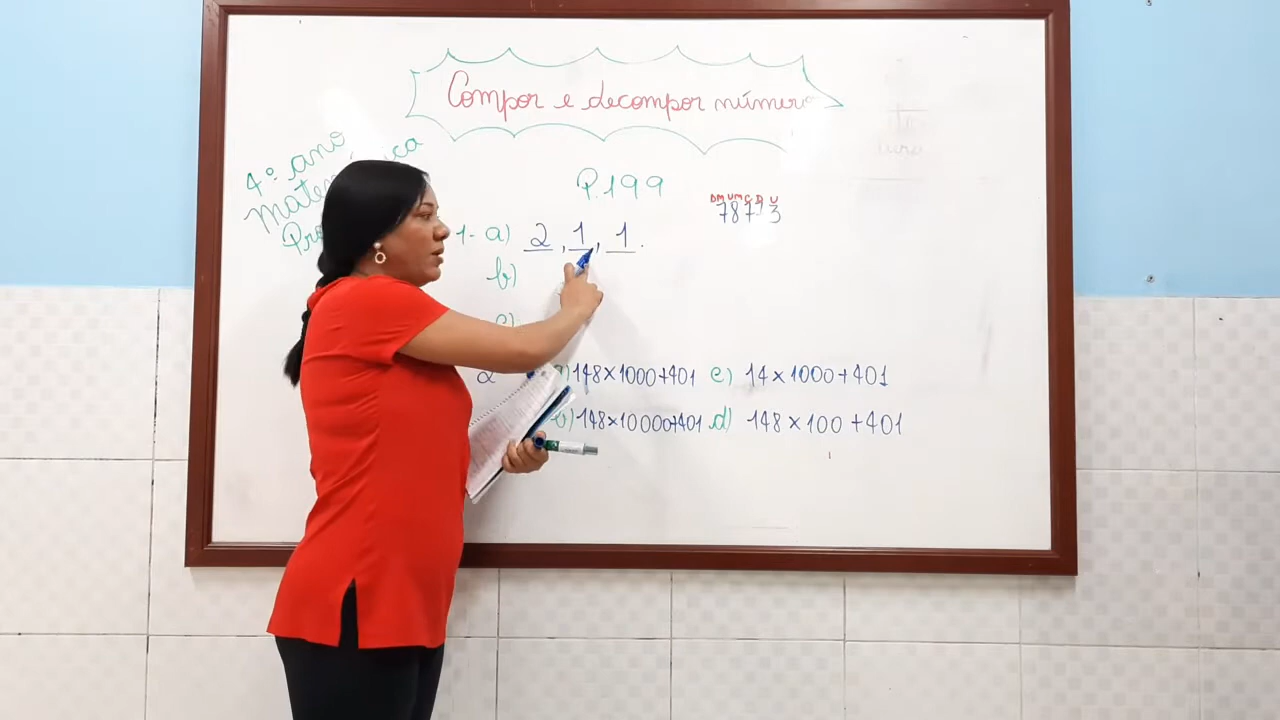 Compor e decompor número
4º ano
P.199
DM UM C D U
78713
1- a) 2, 1, 1.
b)
c)
2 148×1000+401 c) 14×1000+401
148×10000+401 d) 148×100+401